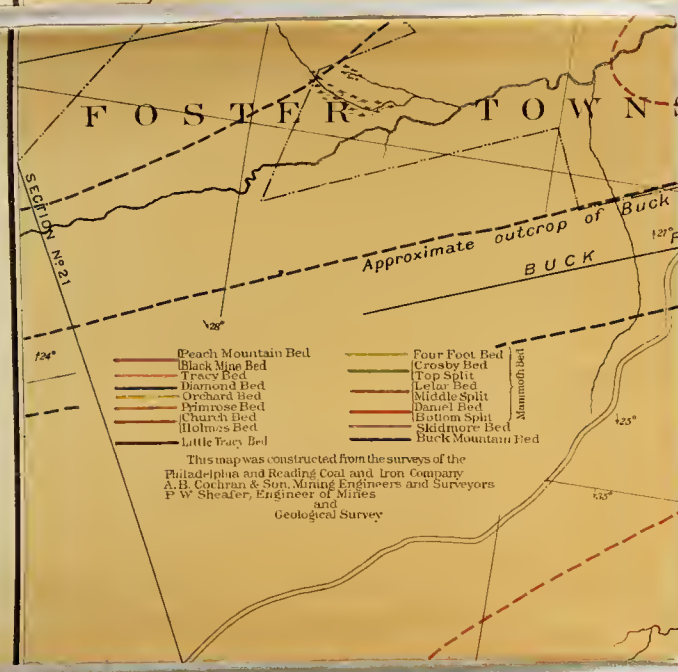 FOSTER TOWNS
SECTION Nº 21
Approximate outcrop of Buck
BUCK
27°
28°
24°
25°
Peach Mountain Bed
Black Mine Bed
Tracy Bed
Diamond Bed
Orchard Bed
Primrose Bed
Church Bed
Holmes Bed
Little Tracy Bed
Four Foot Bed
Crosby Bed
Top Split
Lelar Bed
Middle Split
Daniel Bed
Bottom Split
Skidmore Bed
Buck Mountain Bed
Mammoth Bed
This map was constructed from the surveys of the
Philadelphia and Reading Coal and Iron Company
A.B. Cochran & Son, Mining Engineers and Surveyors
P W Sheafer, Engineer of Mines
and
Geological Survey